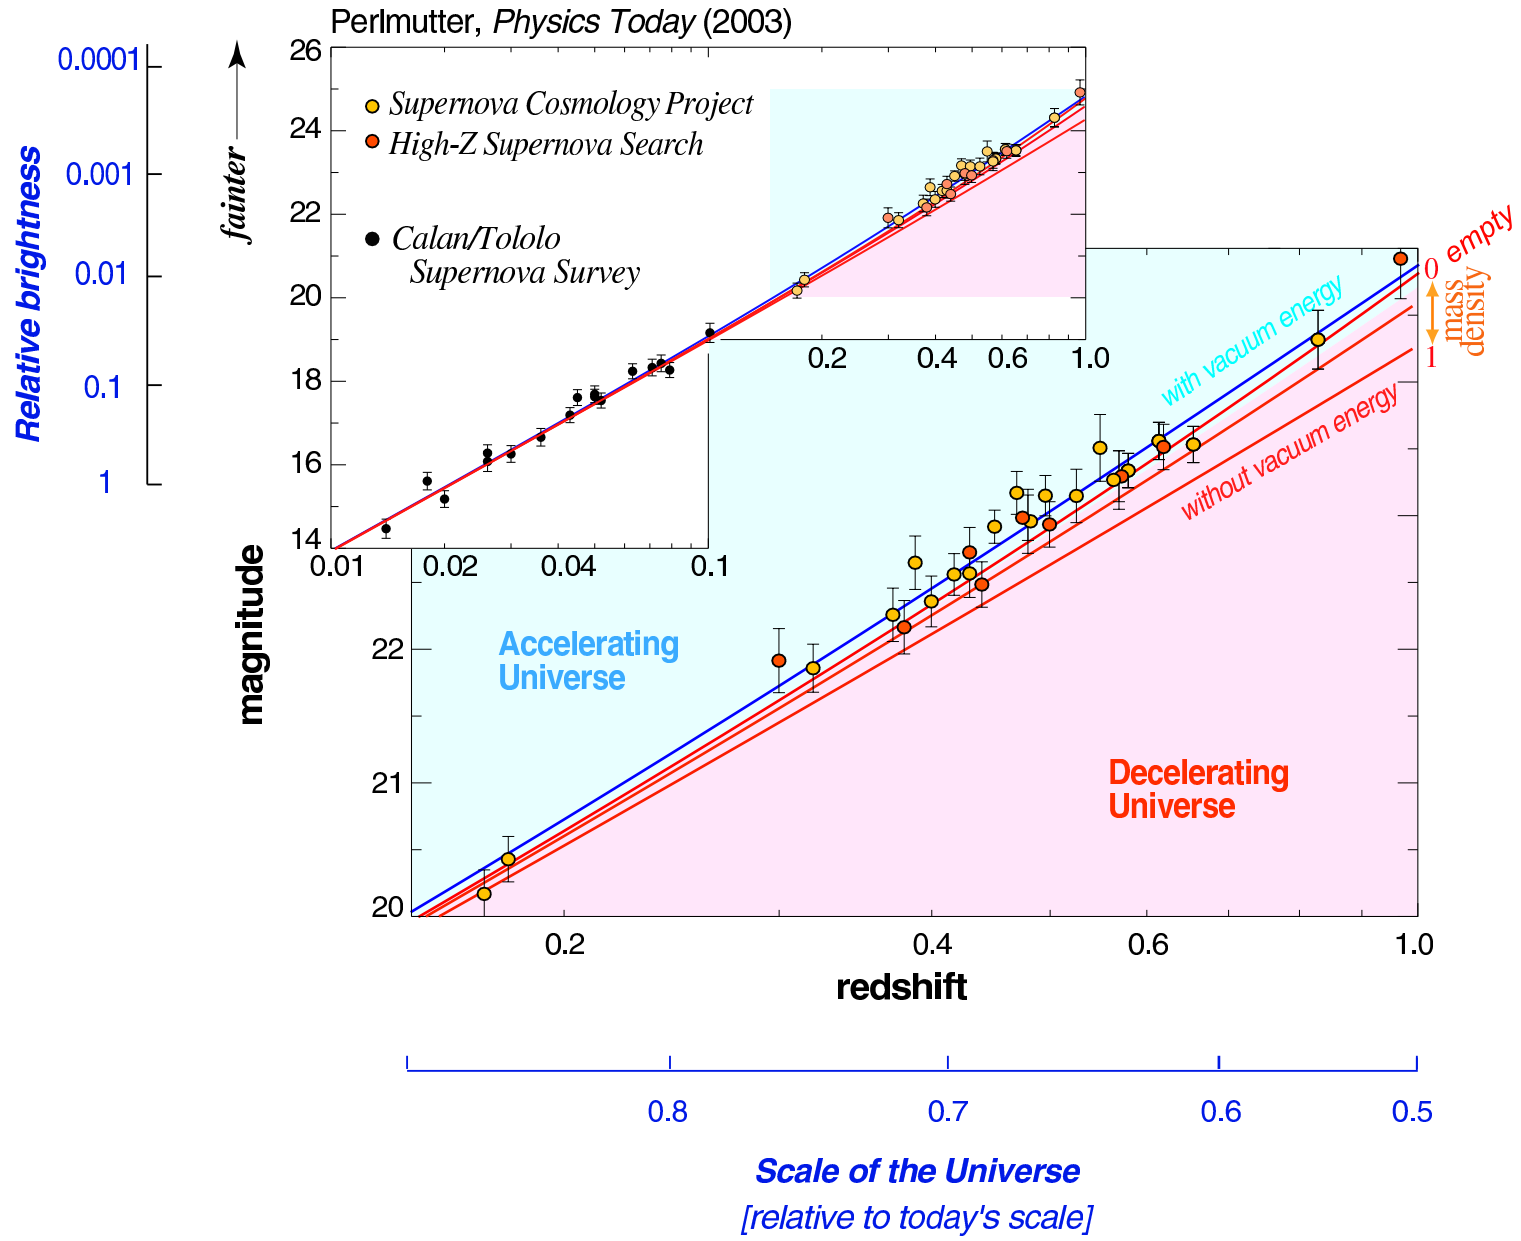 Perlmutter, Physics Today (2003)
0.0001
0.001
0.01
0.1
1
Relative brightness
fainter
magnitude
26
24
22
20
18
16
14
Supernova Cosmology Project
High-Z Supernova Search
Calan/Tololo
Supernova Survey
0.2
0.4
0.6
1.0
0.01
0.02
0.04
0.1
0
empty
mass
density
1
with vacuum energy
without vacuum energy
22
21
20
Accelerating
Universe
Decelerating
Universe
0.2
0.4
0.6
1.0
redshift
0.8
0.7
0.6
0.5
Scale of the Universe
[relative to today's scale]